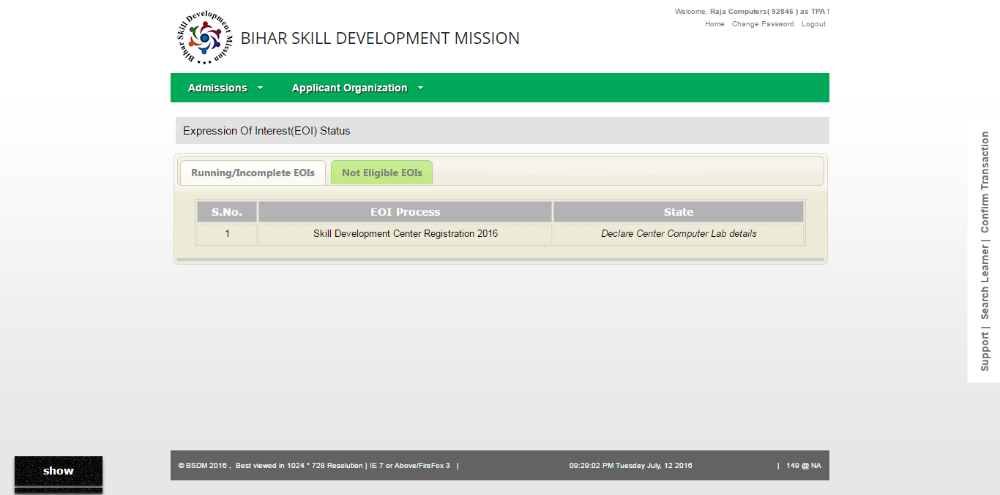 Welcome, Raja Computers( 92846 ) as TPA !
Home Change Password Logout
Bihar Skill Development Mission
BIHAR SKILL DEVELOPMENT MISSION
Admissions Applicant Organization
Expression Of Interest(EOI) Status
Running/Incomplete EOIs Not Eligible EOIs
S.No. EOI Process State
1 Skill Development Center Registration 2016 Declare Center Computer Lab details
Support | Search Learner | Confirm Transaction
show
© BSDM 2016 , Best viewed in 1024 * 728 Resolution | IE 7 or Above/FireFox 3 | 09:29:02 PM Tuesday July, 12 2016 | 149 @ NA